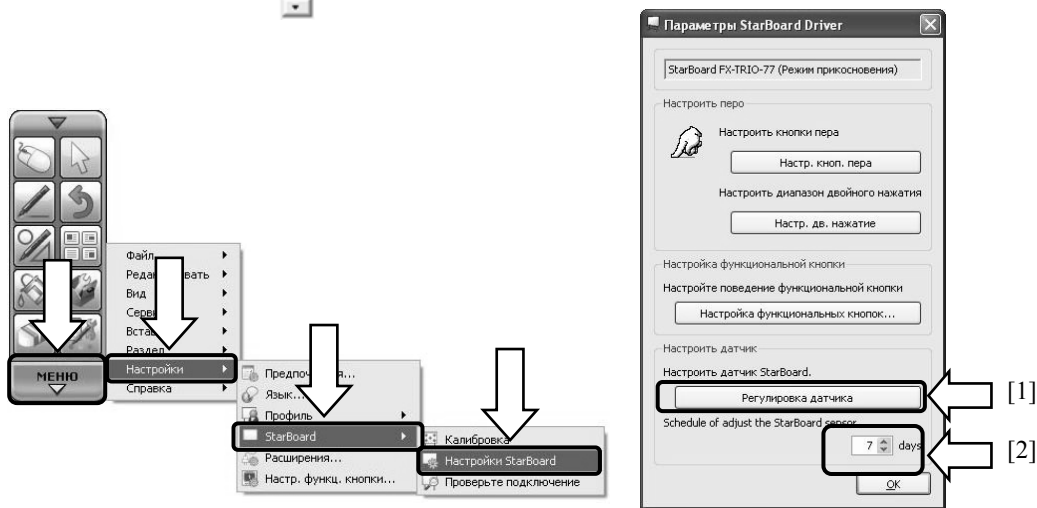 МЕНЮ
Файл
Вид
Раздел
Настройки
Справка
Язык...
Профиль
StarBoard
Расширения...
Настр. функц. кнопки...
Калибровка
Настройки StarBoard
Проверьте подключение
Параметры StarBoard Driver
StarBoard FX-TRIO-77 (Режим прикосновения)
Настроить перо
Настроить кнопки пера
Настр. кноп. пера
Настроить диапазон двойного нажатия
Настр. дв. нажатие
Настройка функциональной кнопки
Настройте поведение функциональной кнопки
Настройка функциональных кнопок...
Настроить датчик
Настроить датчик StarBoard.
Регулировка датчика
[1]
Schedule of adjust the StarBoard sensor
7 days
[2]
OK